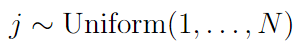 j ∼ Uniform(1, . . . , N)